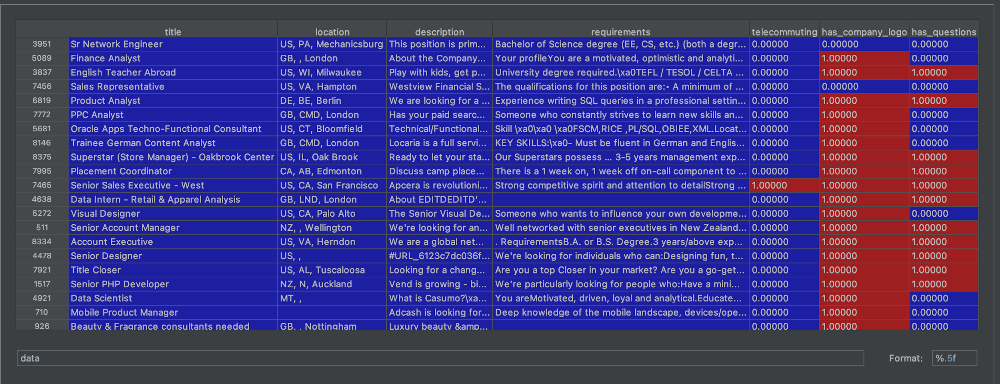 title location description requirements telecommuting has_company_logo has_questions
3951 Sr Network Engineer US, PA, Mechanicsburg This position is prim... Bachelor of Science degree (EE, CS, etc.) (both a degr... 0.00000 0.00000 0.00000
5089 Finance Analyst GB, , London About the Company... Your profileYou are a motivated, optimistic and analyti... 0.00000 1.00000 0.00000
3837 English Teacher Abroad US, WI, Milwaukee Play with kids, get p... University degree required.\xa0TEFL / TESOL / CELTA ... 0.00000 1.00000 1.00000
7456 Sales Representative US, VA, Hampton Westview Financial S... The qualifications for this position are:• A minimum of ... 0.00000 0.00000 0.00000
6819 Product Analyst DE, BE, Berlin We are looking for a ... Experience writing SQL queries in a professional settin... 0.00000 1.00000 1.00000
7772 PPC Analyst GB, CMD, London Has your paid searc... Someone who constantly strives to learn new skills an... 0.00000 1.00000 0.00000
5681 Oracle Apps Techno-Functional Consultant US, CT, Bloomfield Technical/Functional... Skill \xa0\xa0 \xa0FSCM,RICE ,PL/SQL,OBIEE,XML.Locat... 0.00000 1.00000 0.00000
8146 Trainee German Content Analyst GB, CMD, London Locaria is a full servi... KEY SKILLS:\xa0- Must be fluent in German and Englis... 0.00000 1.00000 0.00000
8375 Superstar (Store Manager) - Oakbrook Center US, IL, Oak Brook Ready to let your sta... Our Superstars possess ... 3-5 years management exp... 0.00000 1.00000 1.00000
7995 Placement Coordinator CA, AB, Edmonton Discuss camp place... There is a 1 week on, 1 week off on-call component to ... 0.00000 1.00000 1.00000
7465 Senior Sales Executive - West US, CA, San Francisco Apcera is revolutioni... Strong competitive spirit and attention to detailStrong ... 1.00000 1.00000 1.00000
4638 Data Intern - Retail & Apparel Analysis GB, LND, London About EDITDEDITD’... 0.00000 1.00000 1.00000
5272 Visual Designer US, CA, Palo Alto The Senior Visual De... Someone who wants to influence your own developme... 0.00000 1.00000 0.00000
511 Senior Account Manager NZ, , Wellington We're looking for an... Well networked with senior executives in New Zealand... 0.00000 1.00000 1.00000
8334 Account Executive US, VA, Herndon We are a global net... . RequirementsB.A. or B.S. Degree.3 years/above exp... 0.00000 1.00000 1.00000
4478 Senior Designer US, , #URL_6123c7dc036f... We're looking for individuals who can:Designing fun, t... 0.00000 1.00000 1.00000
7921 Title Closer US, AL, Tuscaloosa Looking for a chang... Are you a top Closer in your market? Are you a go-get... 0.00000 1.00000 1.00000
1517 Senior PHP Developer NZ, N, Auckland Vend is growing - bi... We’re particularly looking for people who:Have a mini... 0.00000 1.00000 1.00000
4921 Data Scientist MT, , What is Casumo?\xa... You areMotivated, driven, loyal and analytical.Educate... 0.00000 1.00000 0.00000
710 Mobile Product Manager Adcash is looking for... Deep knowledge of the mobile landscape, devices/ope... 0.00000 1.00000 0.00000
926 Beauty & Fragrance consultants needed GB, , Nottingham Luxury beauty &amp... 0.00000 1.00000 0.00000
data Format: %.5f